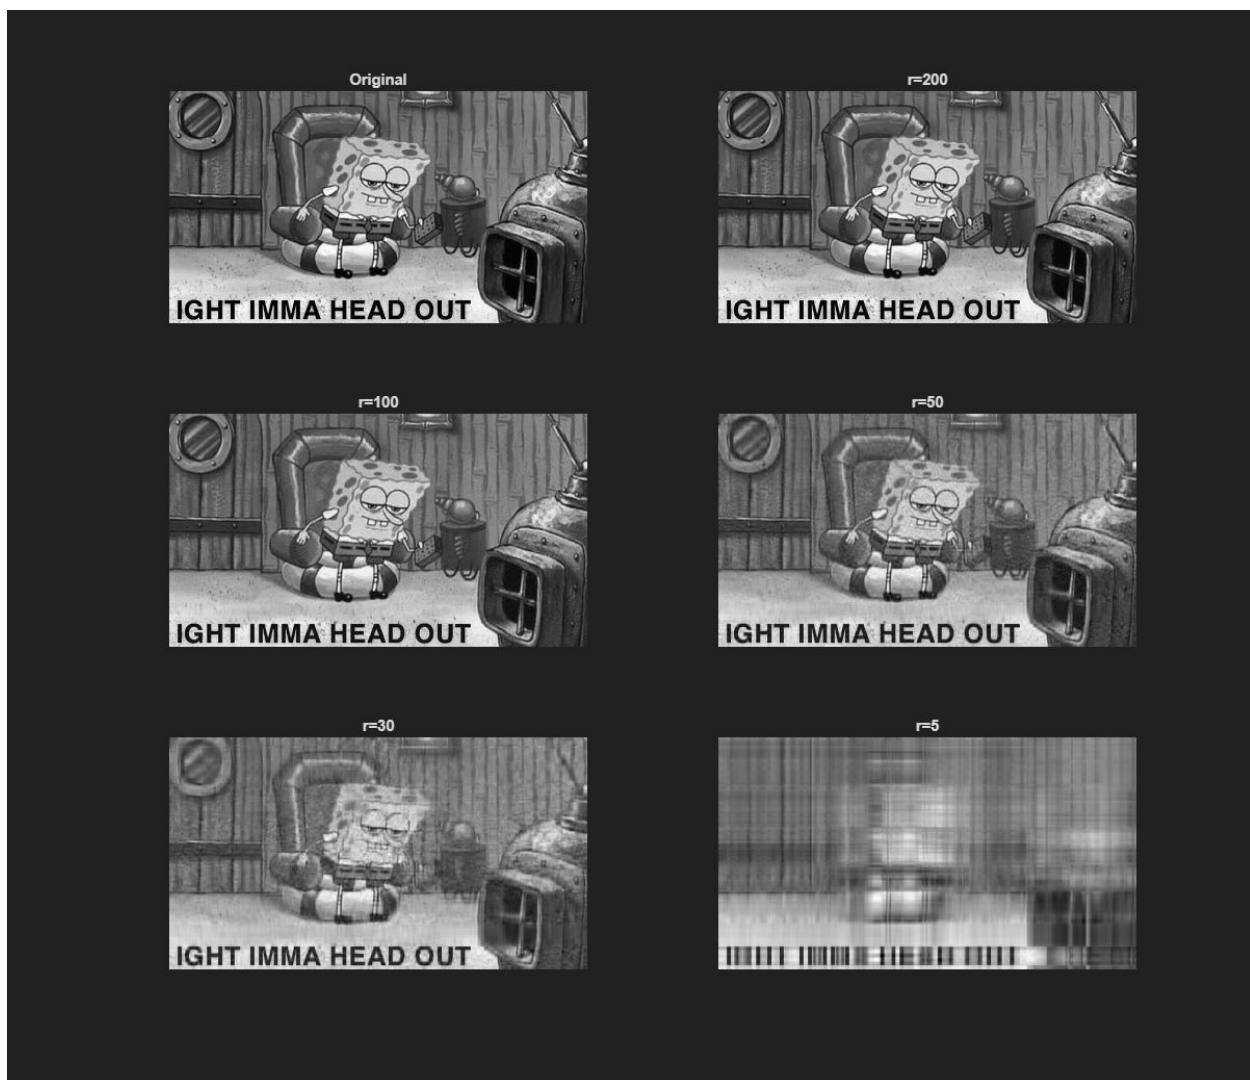 Original
IGHT IMMA HEAD OUT
r=200
IGHT IMMA HEAD OUT
r=100
IGHT IMMA HEAD OUT
r=50
IGHT IMMA HEAD OUT
r=30
IGHT IMMA HEAD OUT
r=5